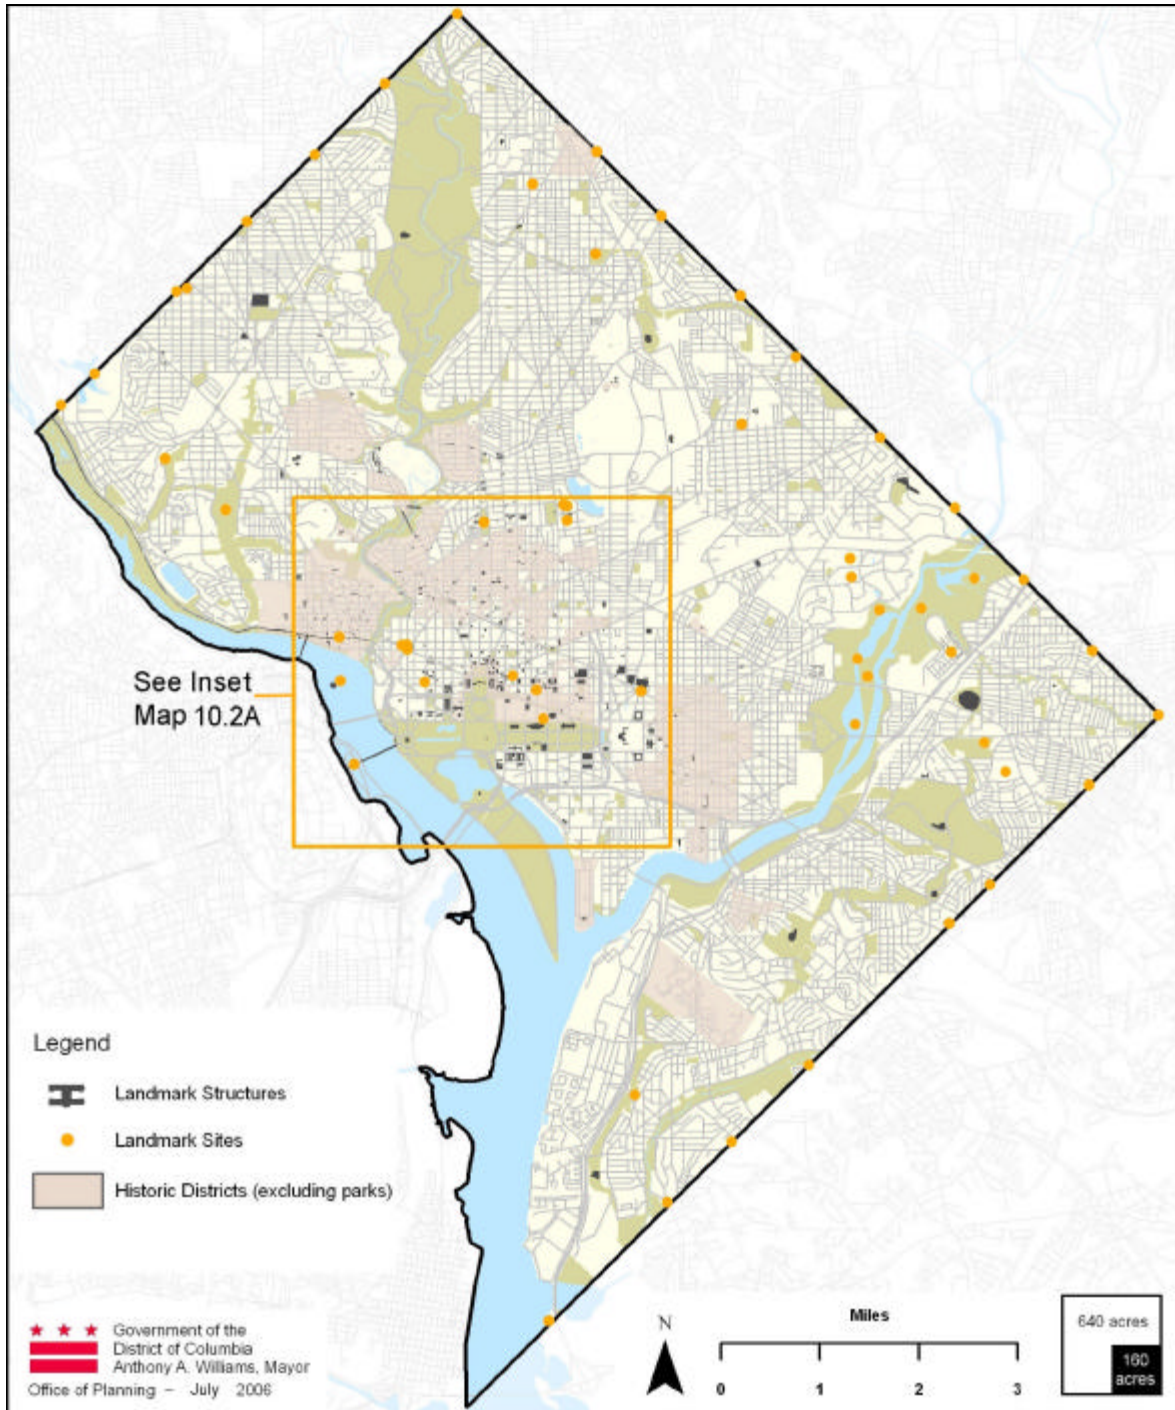 See Inset
Map 10.2A
Legend
Landmark Structures
Landmark Sites
Historic Districts (excluding parks)
Government of the
District of Columbia
Anthony A. Williams, Mayor
Office of Planning – July 2006
N
Miles
0 1 2 3
640 acres
160
acres